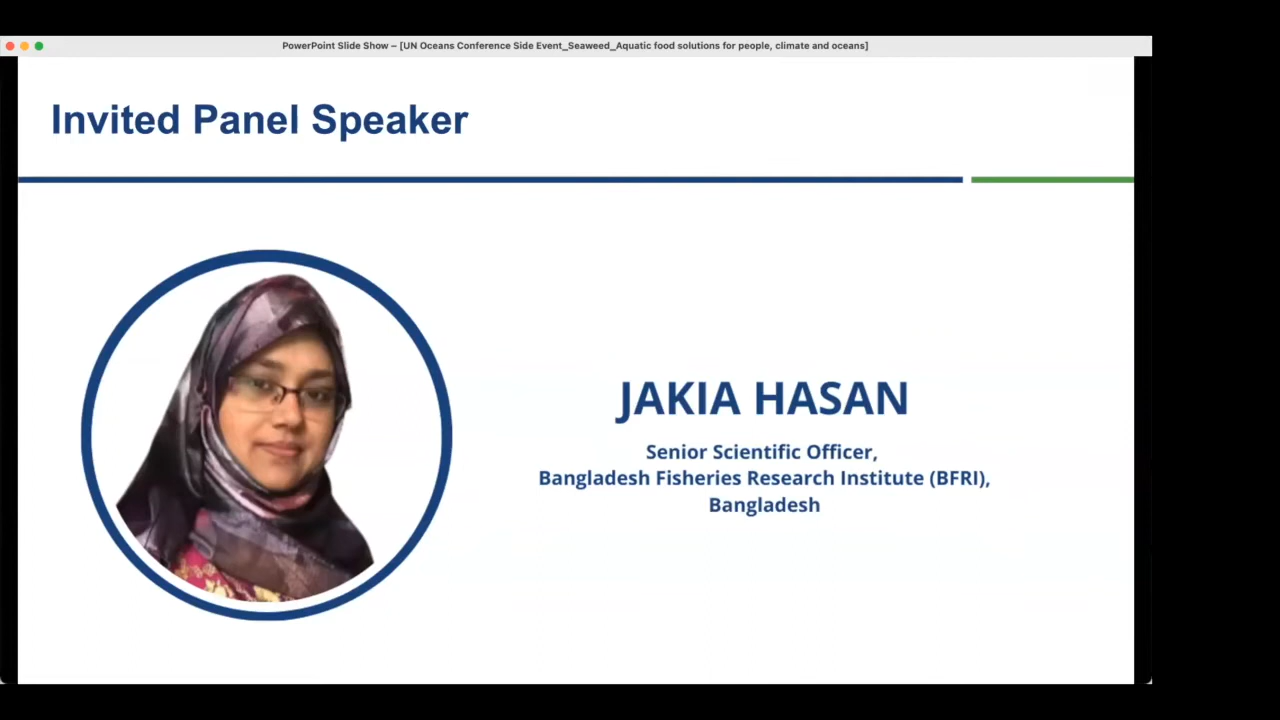 PowerPoint Slide Show – [UN Oceans Conference Side Event_Seaweed_Aquatic food solutions for people, climate and oceans]
Invited Panel Speaker
JAKIA HASAN
Senior Scientific Officer,
Bangladesh Fisheries Research Institute (BFRI),
Bangladesh